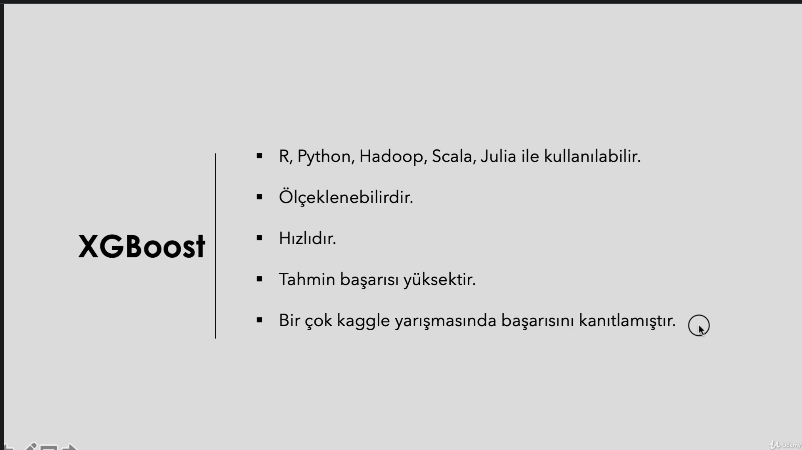 XGBoost
R, Python, Hadoop, Scala, Julia ile kullanılabilir.
Ölçeklenebilirdir.
Hızlıdır.
Tahmin başarısı yüksektir.
Bir çok kaggle yarışmasında başarısını kanıtlamıştır.